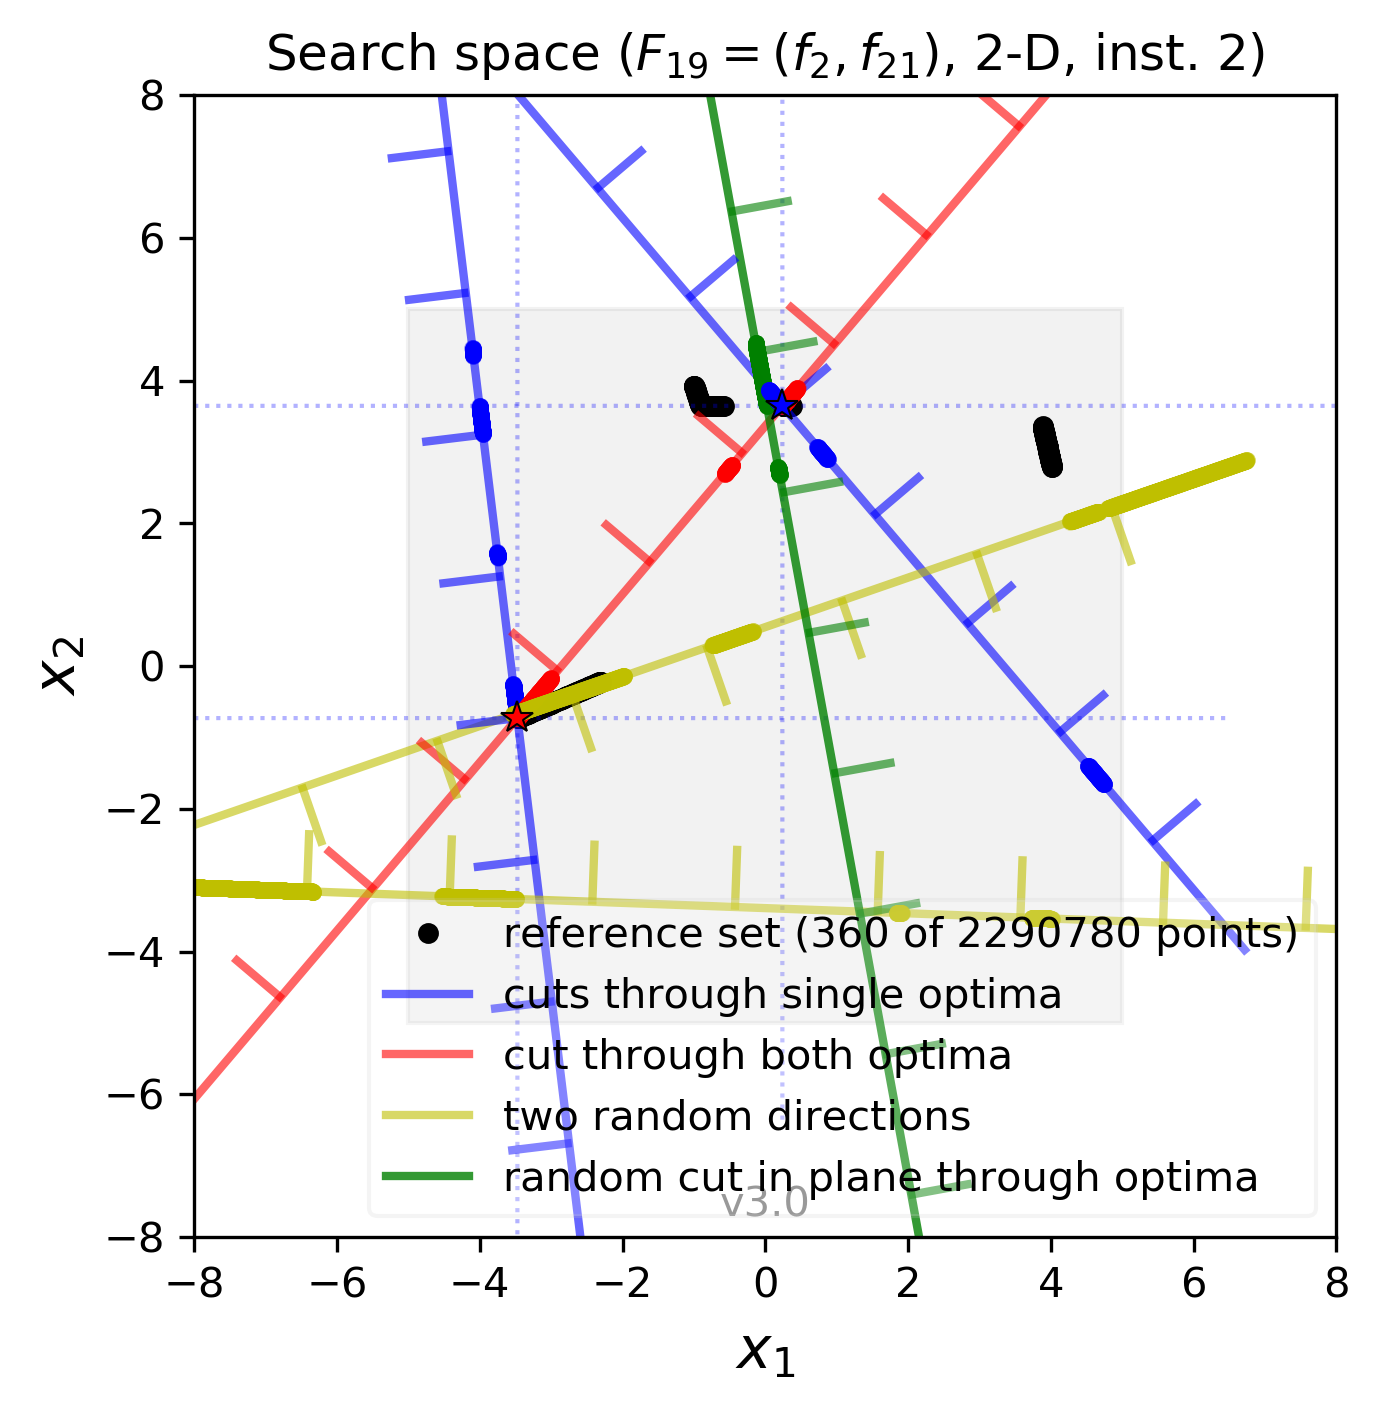 Search space (F₁₉ = (f₂, f₂₁), 2-D, inst. 2)
8
6
4
2
0
−2
−4
−6
−8
x₂
reference set (360 of 2290780 points)
cuts through single optima
cut through both optima
two random directions
random cut in plane through optima
v3.0
−8 −6 −4 −2 0 2 4 6 8
x₁